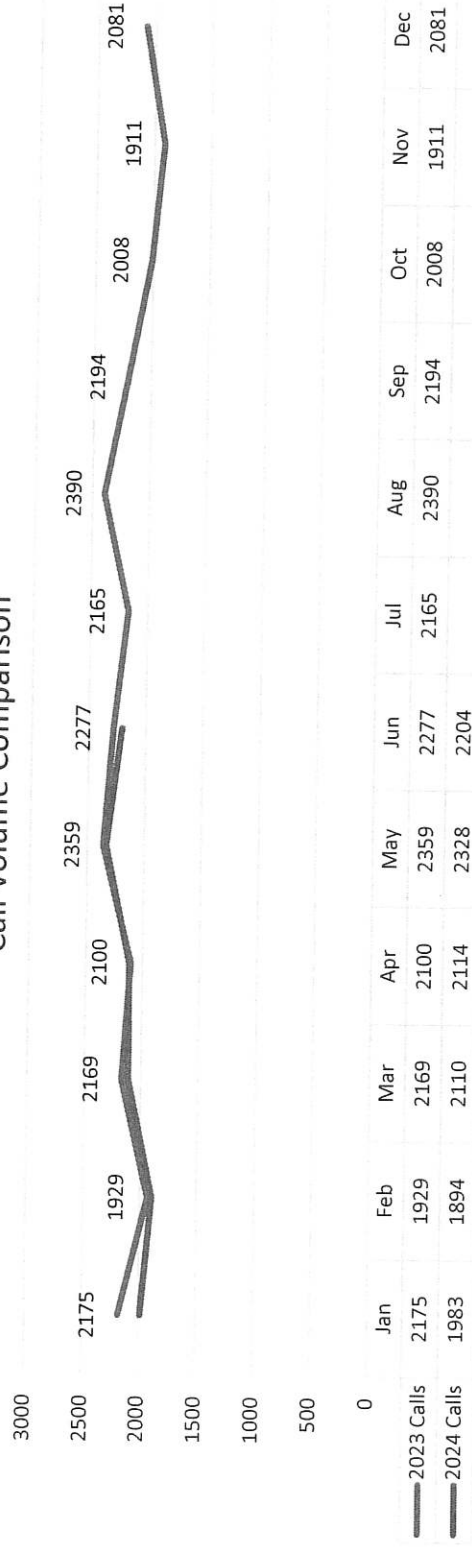 Call Volume Comparison
3000
2500
2000
1500
1000
500
0
2175 1929 2169 2100 2359 2277 2165 2390 2194 2008 1911 2081
Jan Feb Mar Apr May Jun Jul Aug Sep Oct Nov Dec
2023 Calls 2175 1929 2169 2100 2359 2277 2165 2390 2194 2008 1911 2081
2024 Calls 1983 1894 2110 2114 2328 2204